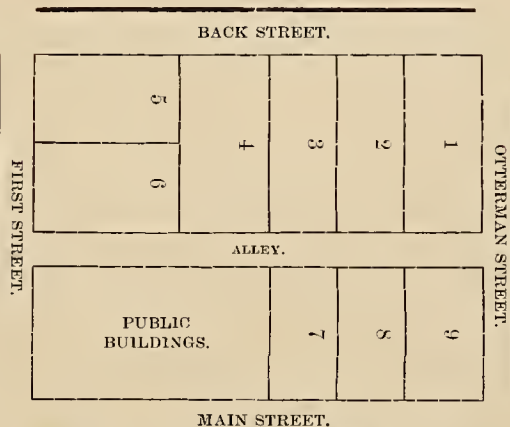 BACK STREET.
5
4
3
2
1
6
FIRST STREET.
OTTERMAN STREET.
ALLEY.
PUBLIC
BUILDINGS.
7
8
9
MAIN STREET.